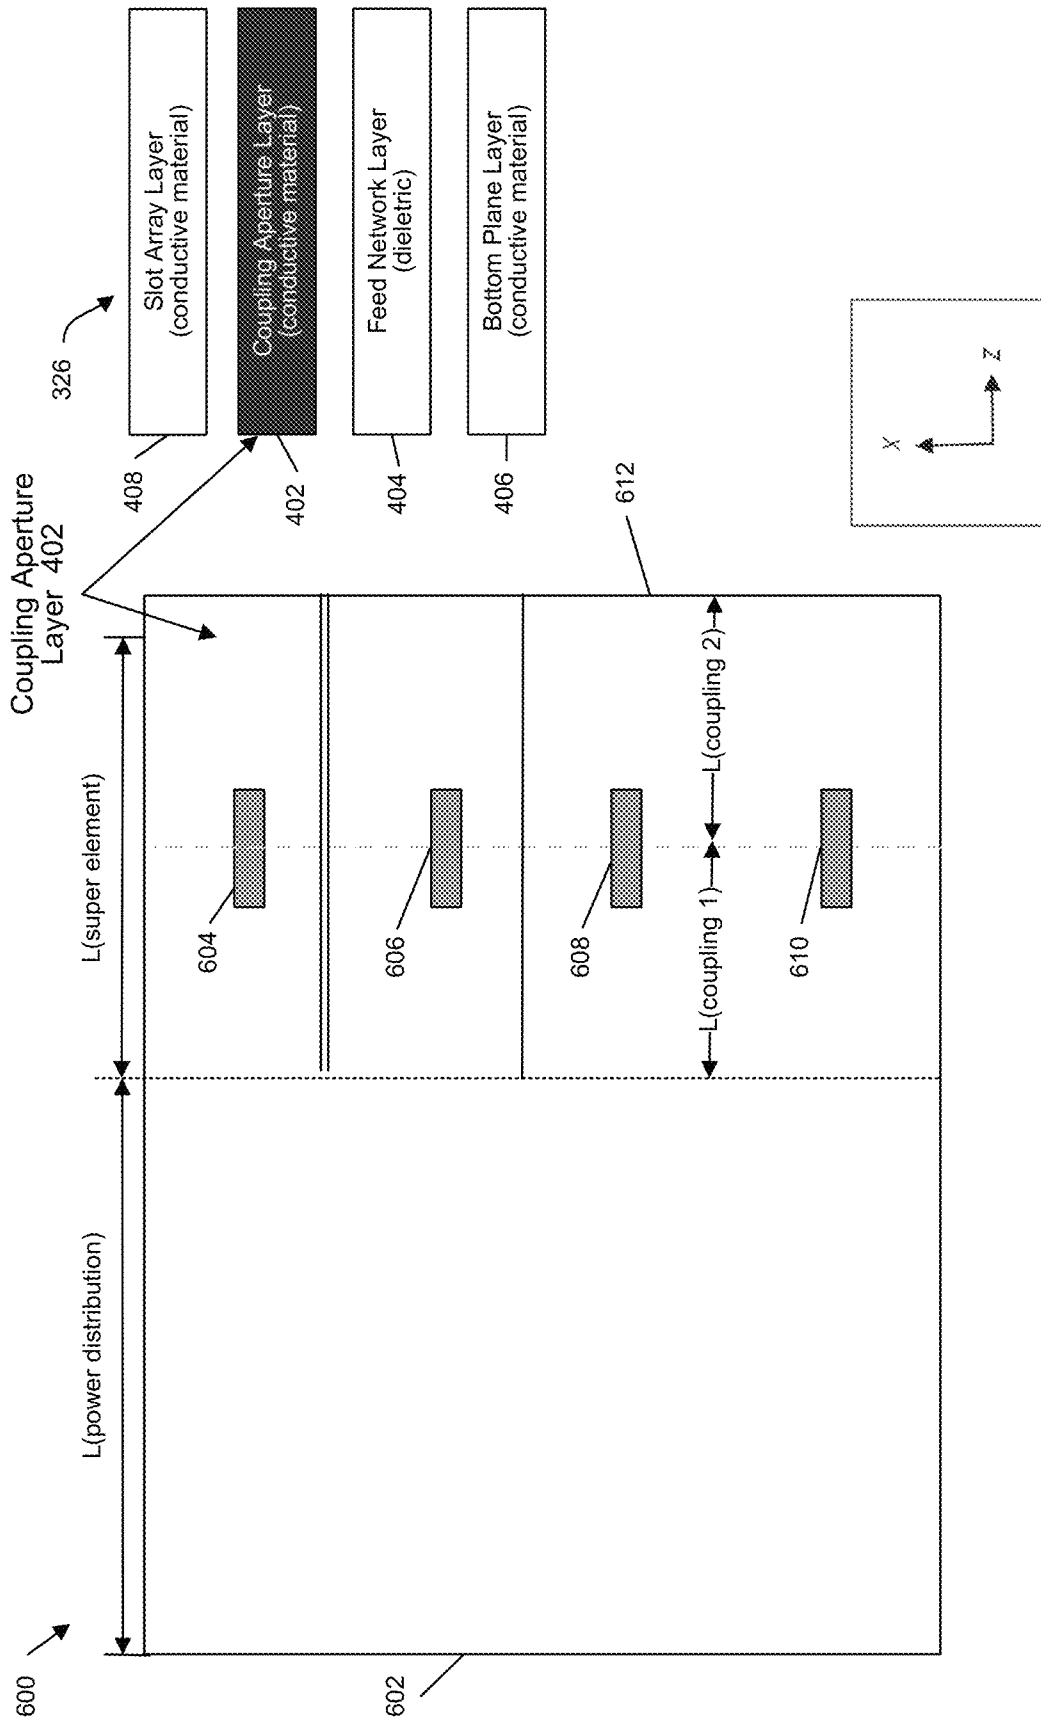 600
L(power distribution)
L(super element)
Coupling Aperture
Layer 402
326
408
Slot Array Layer
(conductive material)
402
Coupling Aperture Layer
(conductive material)
404
Feed Network Layer
(dieletric)
406
Bottom Plane Layer
(conductive material)
604
606
608
610
L(coupling 1)
L(coupling 2)
612
602
X
Z